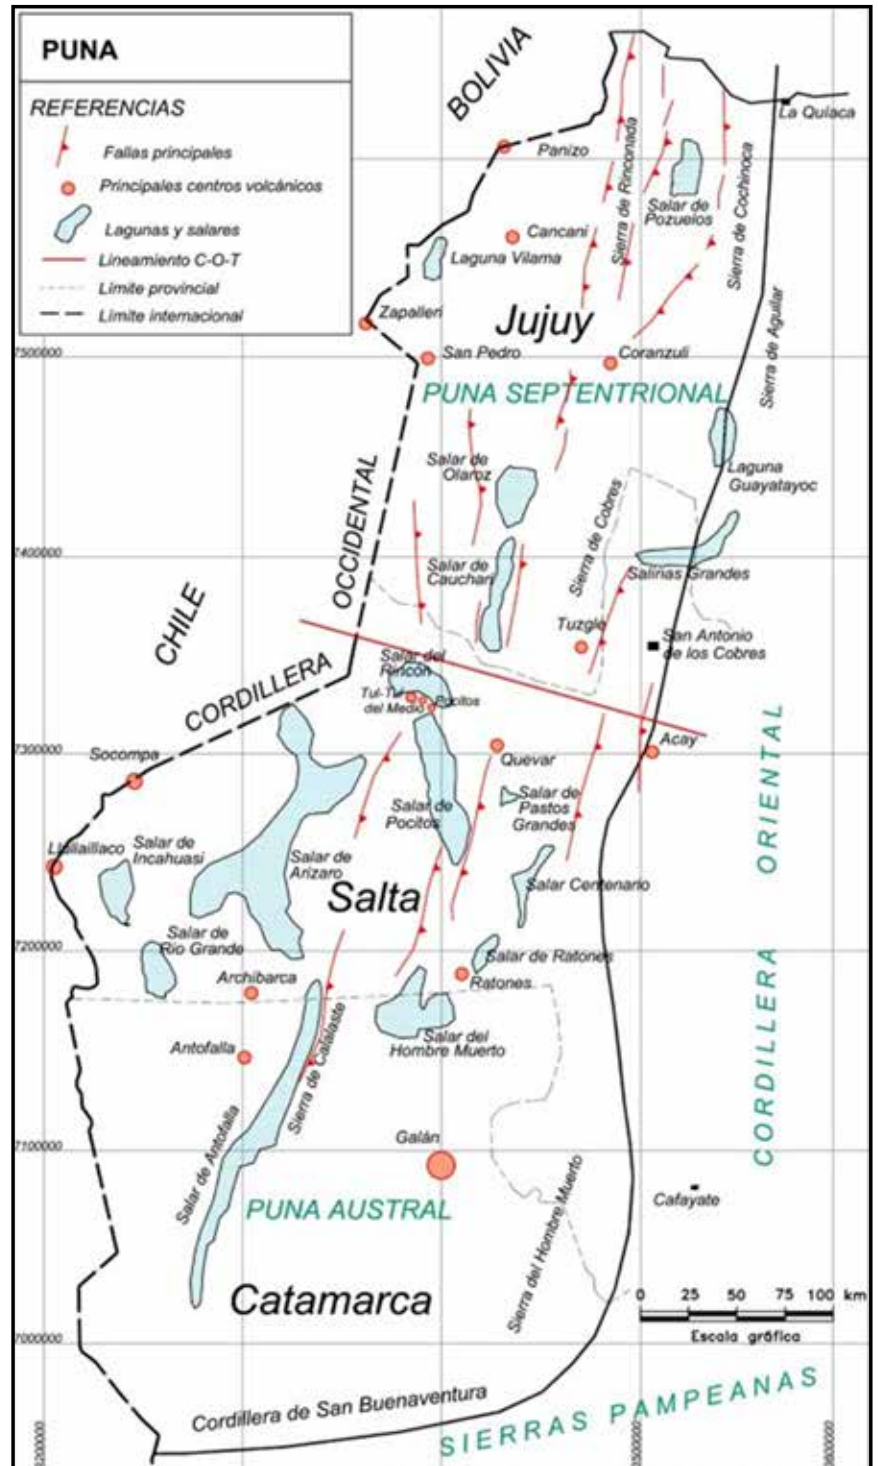 PUNA
REFERENCIAS
Fallas principales
Principales centros volcánicos
Lagunas y salares
Lineamiento C-O-T
Límite provincial
Límite internacional
BOLIVIA
La Quiaca
Panizo
Sierra de Rinconada
Salar de
Pozuelos
Sierra de Cochinoca
Cancani
Laguna Vilama
Zapalleri
Jujuy
Sierra de Aguilar
7500000
San Pedro
Coranzulí
PUNA SEPTENTRIONAL
Salar de
Olaroz
Laguna
Guayatayoc
OCCIDENTAL
Sierra de Cobres
7400000
Salar de
Cauchari
Salinas Grandes
CHILE
Tuzgle
San Antonio
de los Cobres
CORDILLERA
Salar del
Rincón
Tul-Tul
del Medio
Pocitos
7300000
Socompa
Quevar
Acay
ORIENTAL
Salar de
Pocitos
Salar de
Pastos
Grandes
Llullaillaco
Salar de
Incahuasi
Salar de
Arizaro
Salar Centenario
Salta
7200000
Salar de
Rio Grande
Salar de Ratones
Archibarca
Ratones
CORDILLERA
Antofalla
Sierra de Calalaste
Salar del
Hombre Muerto
7100000
Salar de Antofalla
Galán
PUNA AUSTRAL
Sierra del Hombre Muerto
Cafayate
Catamarca
0 25 50 75 100 km
Escala gráfica
7000000
Cordillera de San Buenaventura
SIERRAS PAMPEANAS